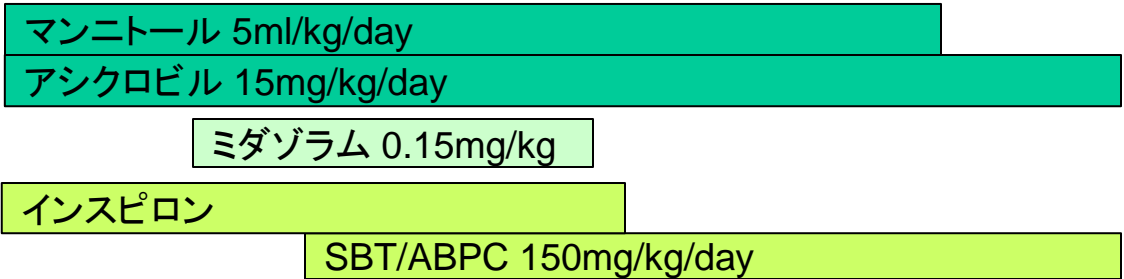 マンニトール 5ml/kg/day
アシクロビル 15mg/kg/day
ミダゾラム 0.15mg/kg
インスピロン
SBT/ABPC 150mg/kg/day